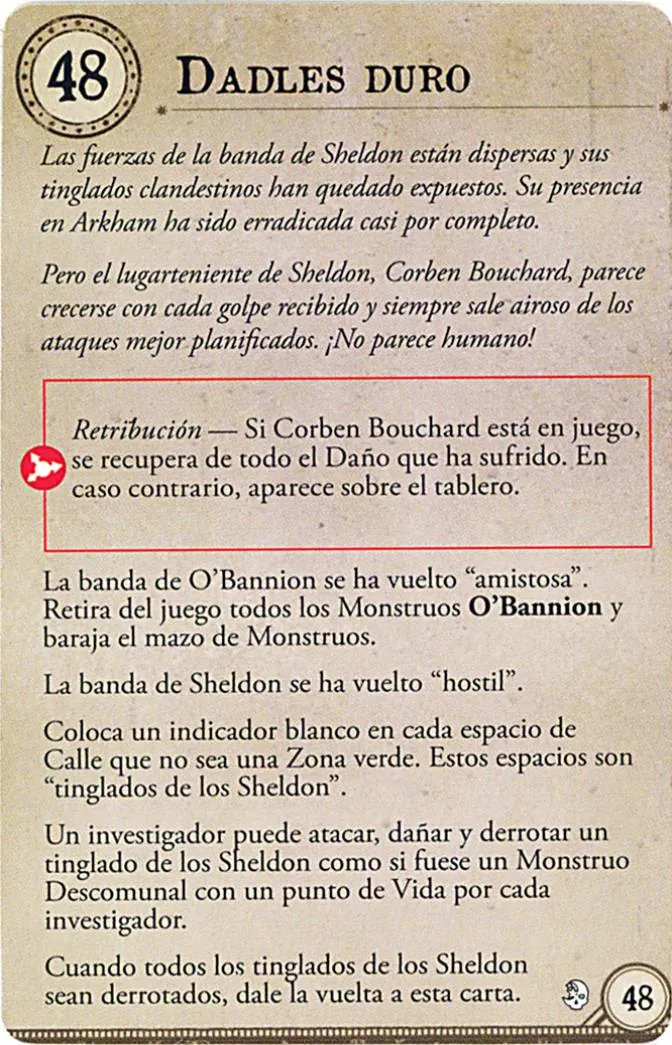 48
DADLES DURO
Las fuerzas de la banda de Sheldon están dispersas y sus
tinglados clandestinos han quedado expuestos. Su presencia
en Arkham ha sido erradicada casi por completo.
Pero el lugarteniente de Sheldon, Corben Bouchard, parece
crecerse con cada golpe recibido y siempre sale airoso de los
ataques mejor planificados. ¡No parece humano!
Retribución — Si Corben Bouchard está en juego,
se recupera de todo el Daño que ha sufrido. En
caso contrario, aparece sobre el tablero.
La banda de O’Bannion se ha vuelto “amistosa”.
Retira del juego todos los Monstruos O’Bannion y
baraja el mazo de Monstruos.
La banda de Sheldon se ha vuelto “hostil”.
Coloca un indicador blanco en cada espacio de
Calle que no sea una Zona verde. Estos espacios son
“tinglados de los Sheldon”.
Un investigador puede atacar, dañar y derrotar un
tinglado de los Sheldon como si fuese un Monstruo
Descomunal con un punto de Vida por cada
investigador.
Cuando todos los tinglados de los Sheldon
sean derrotados, dale la vuelta a esta carta.
48